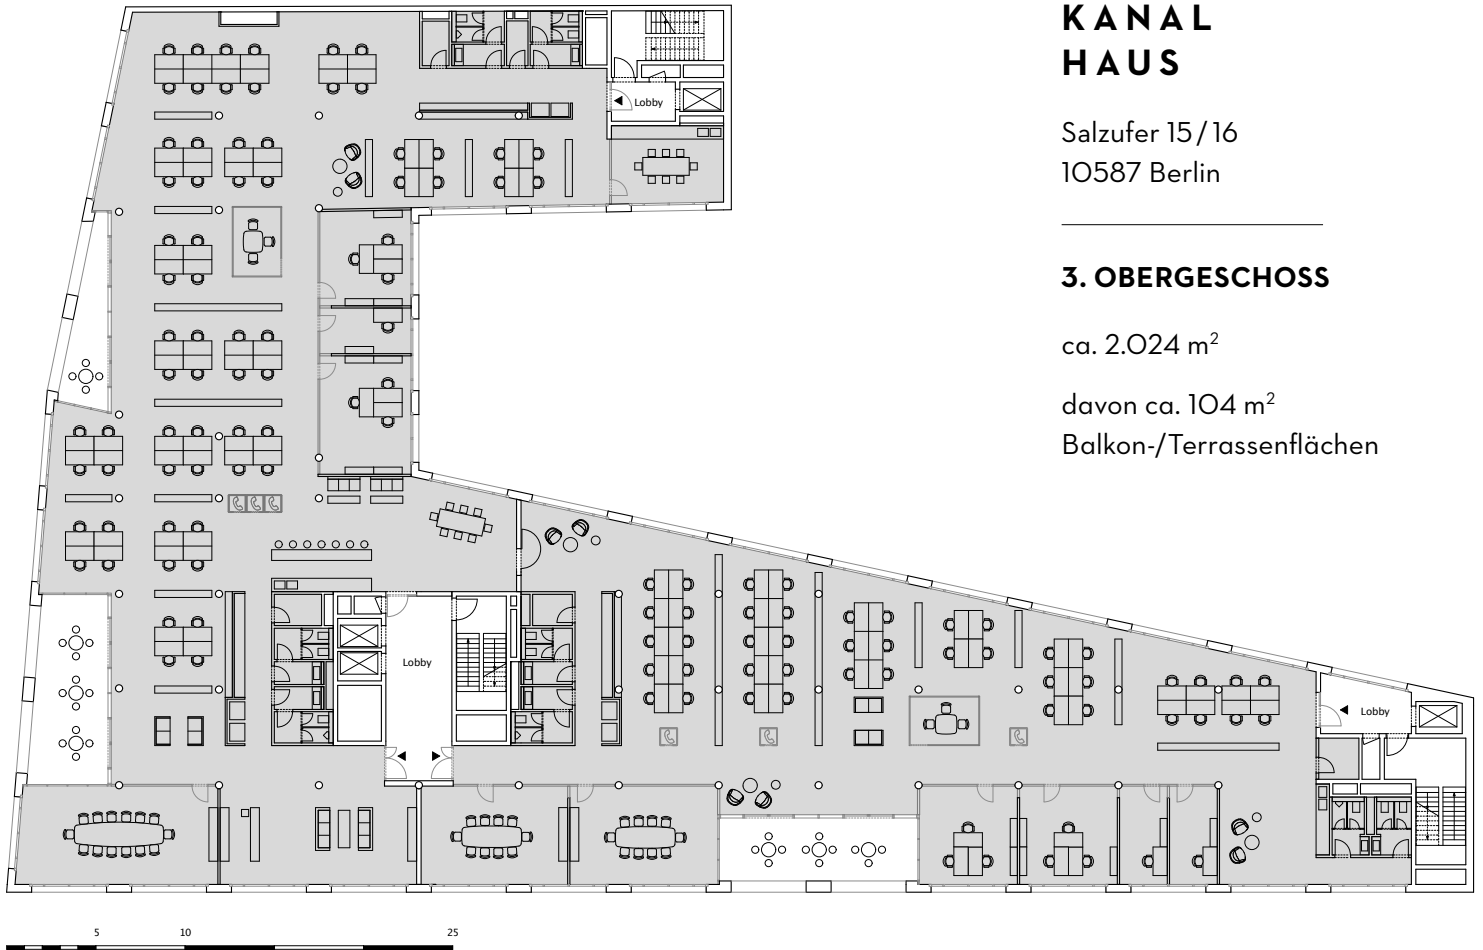 KANAL
HAUS
Salzufer 15/16
10587 Berlin
3. OBERGESCHOSS
ca. 2.024 m²
davon ca. 104 m²
Balkon-/Terrassenflächen
Lobby
Lobby
Lobby
5 10 25